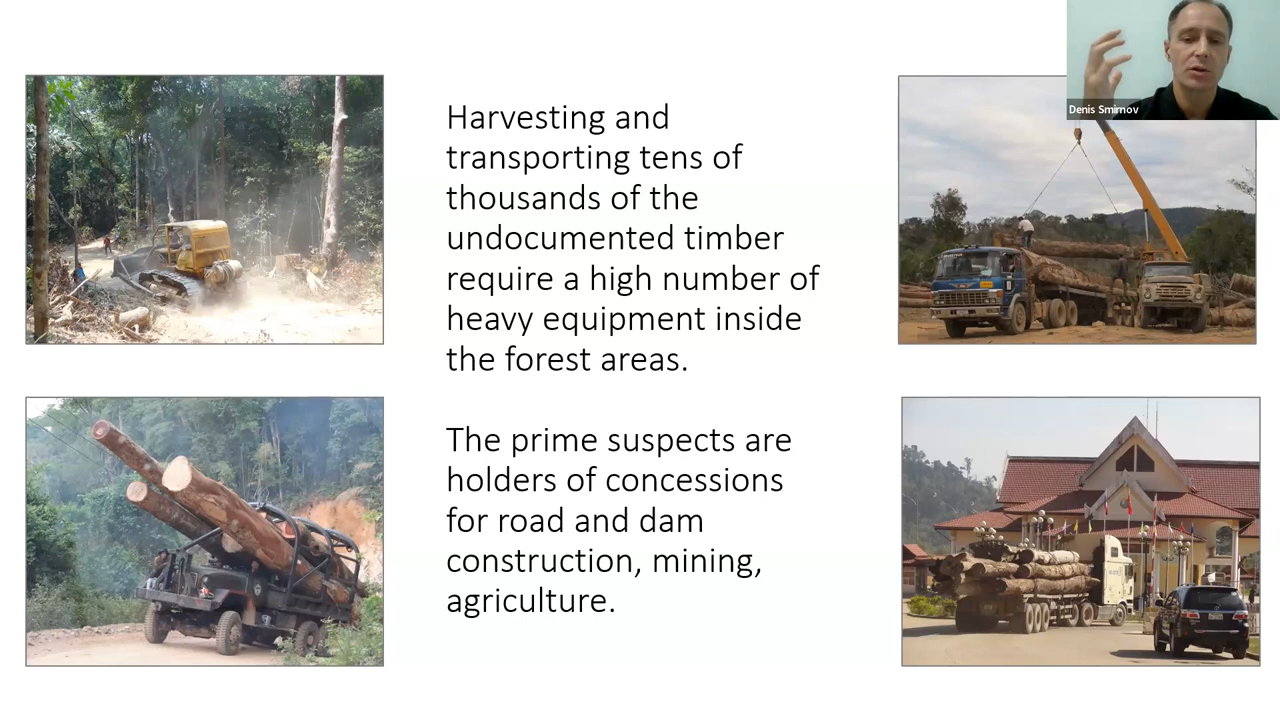 Harvesting and
transporting tens of
thousands of the
undocumented timber
require a high number of
heavy equipment inside
the forest areas.
The prime suspects are
holders of concessions
for road and dam
construction, mining,
agriculture.
Denis Smirnov